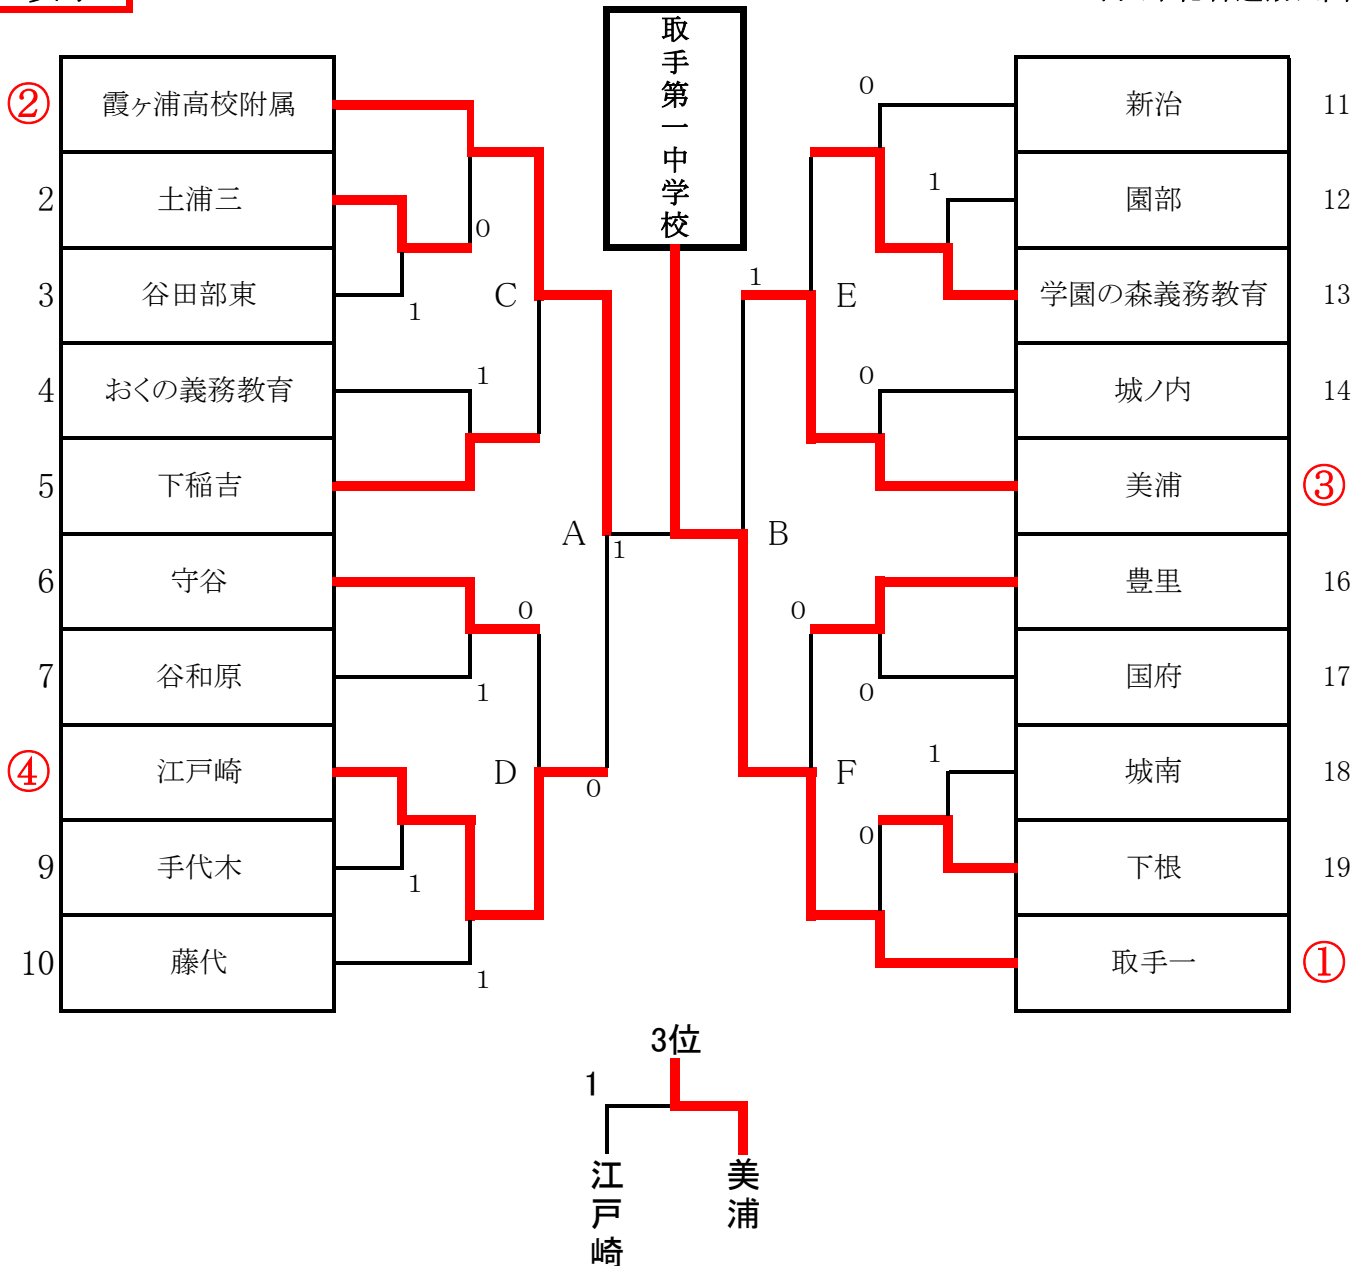 取手第一中学校
② 霞ヶ浦高校附属
2 土浦三
3 谷田部東
4 おくの義務教育
5 下稲吉
6 守谷
7 谷和原
④ 江戸崎
9 手代木
10 藤代
0
1
C
1
A
1
0
1
D
0
1
1
新治 11
園部 12
学園の森義務教育 13
城ノ内 14
美浦 ③
豊里 16
国府 17
城南 18
下根 19
取手一 ①
0
1
1
E
0
B
0
0
1
F
0
3位
1
江戸崎
美浦